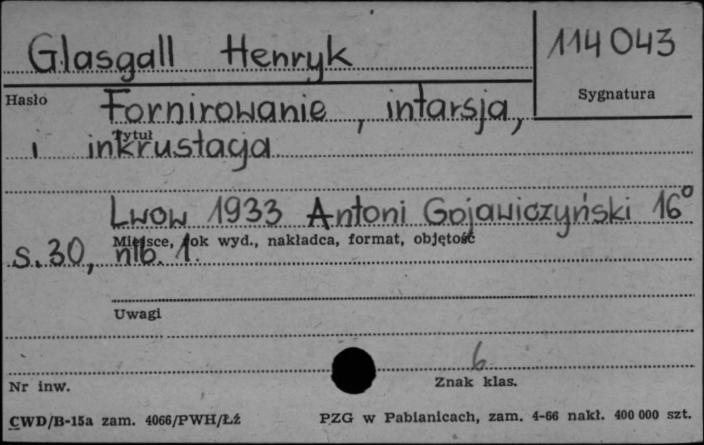 Glasgall Henryk
114043
Hasło
Sygnatura
Fornirowanie, intarsja,
Tytuł
i inkrustacja
Lwow 1933 Antoni Gojawiczyński 16°
Miejsce, rok wyd., nakładca, format, objętość
s. 30, nlb. 1.
Uwagi
6
Nr inw.
Znak klas.
CWD/B-15a zam. 4066/PWH/Łź
PZG w Pabianicach, zam. 4-66 nakł. 400 000 szt.